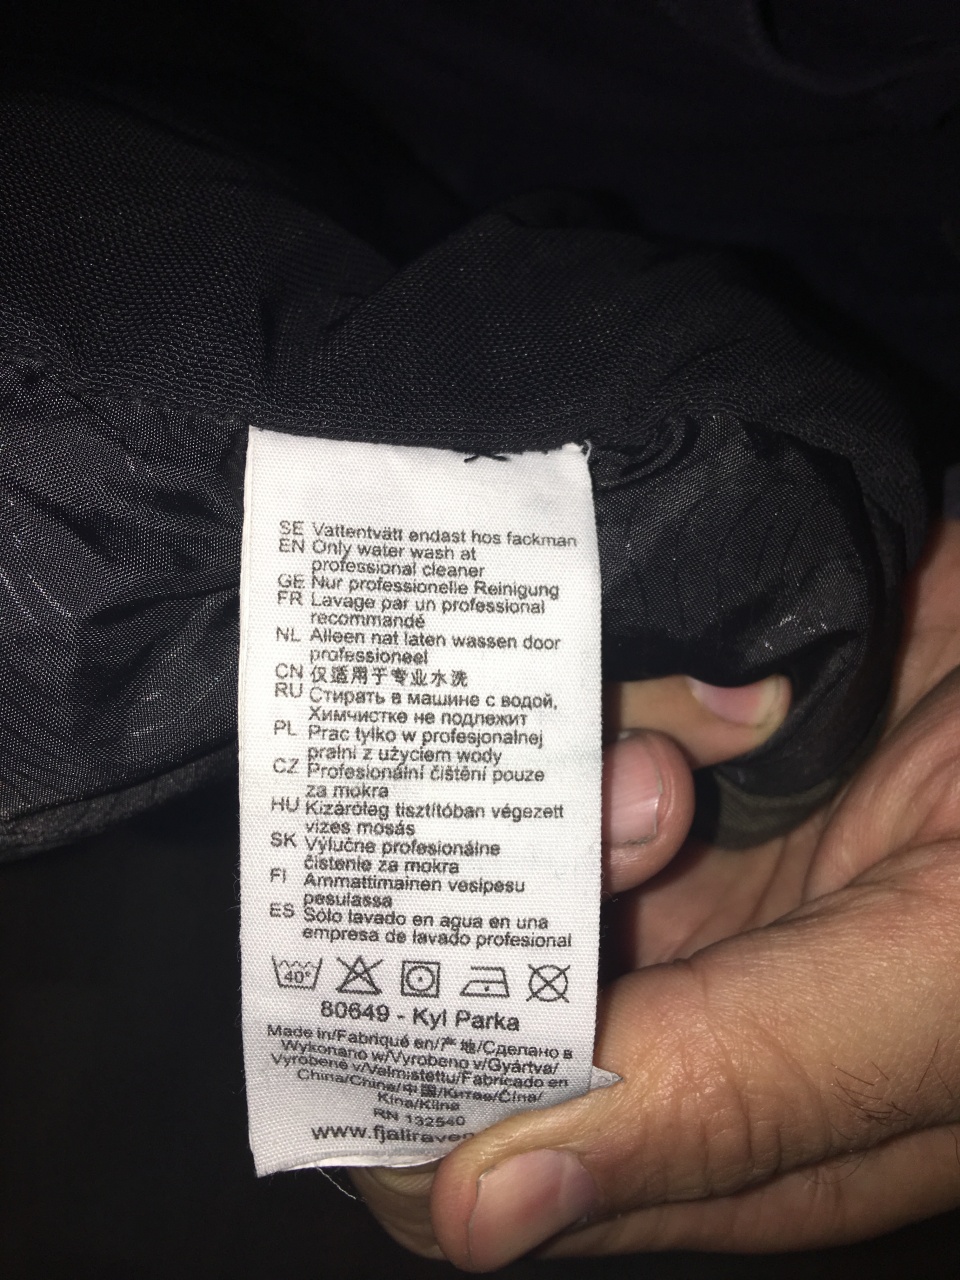 SE Vattentvätt endast hos fackman
EN Only water wash at
professional cleaner
GE Nur professionelle Reinigung
FR Lavage par un professional
recommandé
NL Alleen nat laten wassen door
professioneel
CN 仅适用于专业水洗
RU Стирать в машине с водой,
Химчистке не подлежит
PL Prac tylko w profesjonalnej
pralni z użyciem wody
CZ Profesionální čištění pouze
za mokra
HU Kizárólag tisztítóban végezett
vizes mosás
SK Výlučne profesionálne
čistenie za mokra
FI Ammattimainen vesipesu
pesulassa
ES Sólo lavado en agua en una
empresa de lavado profesional
40°
80649 - Kyl Parka
Made in/Fabriqué en/产地/Сделано в
Wykonano w/Vyrobeno v/Gyártva/
Vyrobené v/Valmistettu/Fabricado en
China/China/中國/Китае/Čína/
Kína/Kiina
RN 132540
www.fjallraven